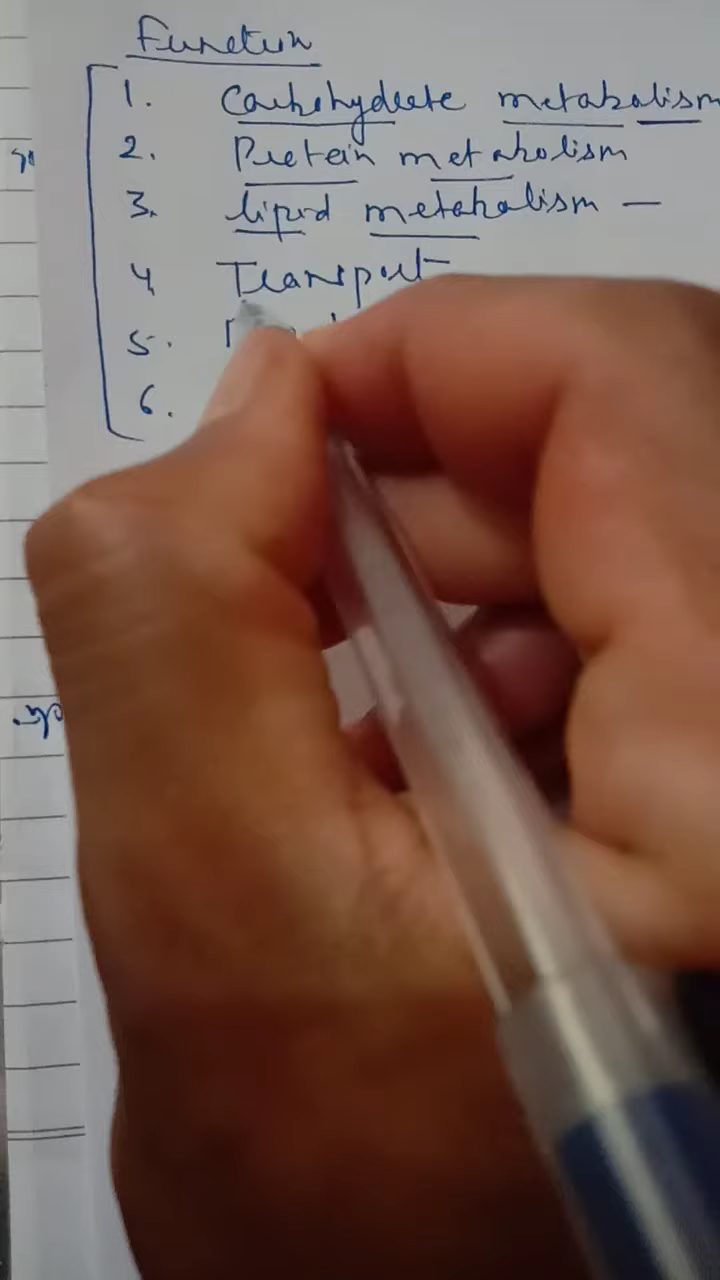 Function
1. Carbohydrate metabolism
2. Protein metabolism
3. lipid metabolism —
4. Transport
5.
6.